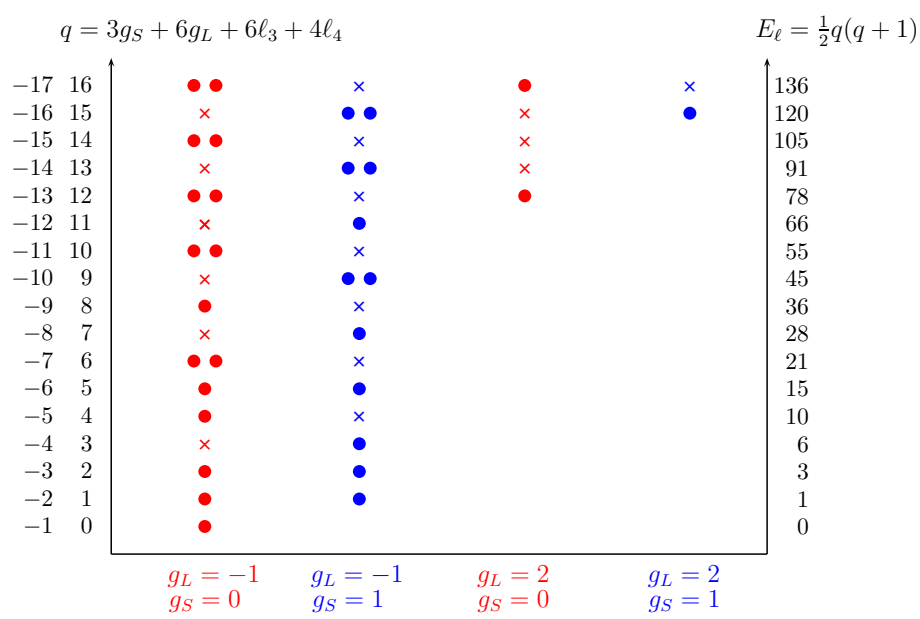 q = 3g_S + 6g_L + 6ℓ_3 + 4ℓ_4
E_ℓ = ½q(q + 1)
−17 16 136
−16 15 120
−15 14 105
−14 13 91
−13 12 78
−12 11 66
−11 10 55
−10 9 45
−9 8 36
−8 7 28
−7 6 21
−6 5 15
−5 4 10
−4 3 6
−3 2 3
−2 1 1
−1 0 0
g_L = −1 g_L = −1 g_L = 2 g_L = 2
g_S = 0 g_S = 1 g_S = 0 g_S = 1